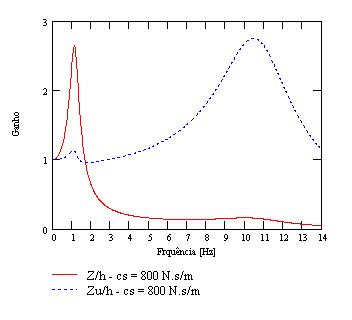 3
2
1
0
Ganho
0 1 2 3 4 5 6 7 8 9 10 11 12 13 14
Frquência [Hz]
Z/h - cs = 800 N.s/m
Zu/h - cs = 800 N.s/m